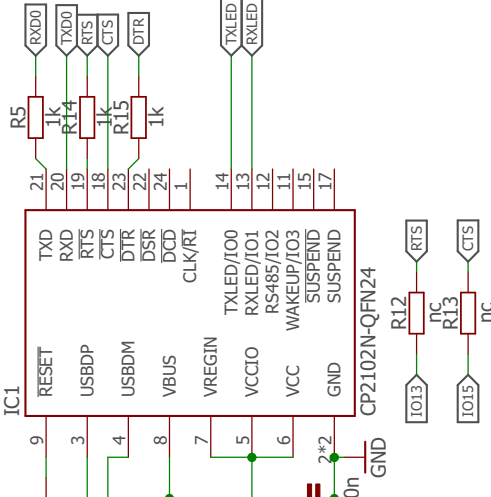 RXD0
TXD0
RTS
CTS
DTR
TXLED
RXLED
R5
1k
R14
1k
R15
1k
21
20
19
18
23
22
24
1
14
13
12
11
15
17
TXD
RXD
RTS
CTS
DTR
DSR
DCD
CLK/RI
TXLED/IO0
RXLED/IO1
RS485/IO2
WAKEUP/IO3
SUSPEND
SUSPEND
RESET
USBDP
USBDM
VBUS
VREGIN
VCCIO
VCC
GND
IC1
CP2102N-QFN24
9
3
4
8
7
5
6
2*2
GND
0n
RTS
CTS
R12
nc
R13
nc
IO13
IO15